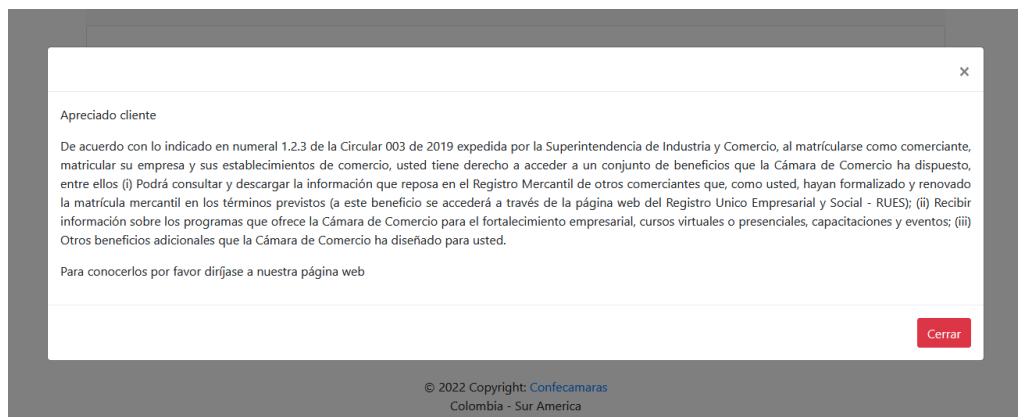 ×
Apreciado cliente
De acuerdo con lo indicado en numeral 1.2.3 de la Circular 003 de 2019 expedida por la Superintendencia de Industria y Comercio, al matrícularse como comerciante,
matricular su empresa y sus establecimientos de comercio, usted tiene derecho a acceder a un conjunto de beneficios que la Cámara de Comercio ha dispuesto,
entre ellos (i) Podrá consultar y descargar la información que reposa en el Registro Mercantil de otros comerciantes que, como usted, hayan formalizado y renovado
la matrícula mercantil en los términos previstos (a este beneficio se accederá a través de la página web del Registro Unico Empresarial y Social - RUES); (ii) Recibir
información sobre los programas que ofrece la Cámara de Comercio para el fortalecimiento empresarial, cursos virtuales o presenciales, capacitaciones y eventos; (iii)
Otros beneficios adicionales que la Cámara de Comercio ha diseñado para usted.
Para conocerlos por favor diríjase a nuestra página web
Cerrar
© 2022 Copyright: Confecamaras
Colombia - Sur America